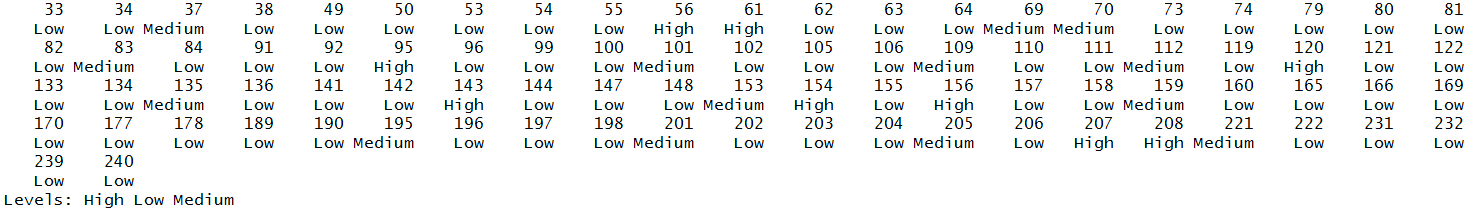 33 34 37 38 49 50 53 54 55 56 61 62 63 64 69 70 73 74 79 80 81
Low Low Medium Low Low Low Low Low Low High High Low Low Low Medium Medium Low Low Low Low Low
82 83 84 91 92 95 96 99 100 101 102 105 106 109 110 111 112 119 120 121 122
Low Medium Low Low Low High Low Low Low Medium Low Low Low Medium Low Low Medium Low High Low Low
133 134 135 136 141 142 143 144 147 148 153 154 155 156 157 158 159 160 165 166 169
Low Low Medium Low Low Low High Low Low Low Medium High Low High Low Low Medium Low Low Low Low
170 177 178 189 190 195 196 197 198 201 202 203 204 205 206 207 208 221 222 231 232
Low Low Low Low Low Medium Low Low Low Medium Low Low Low Medium Low High High Medium Low Low Low
239 240
Low Low
Levels: High Low Medium